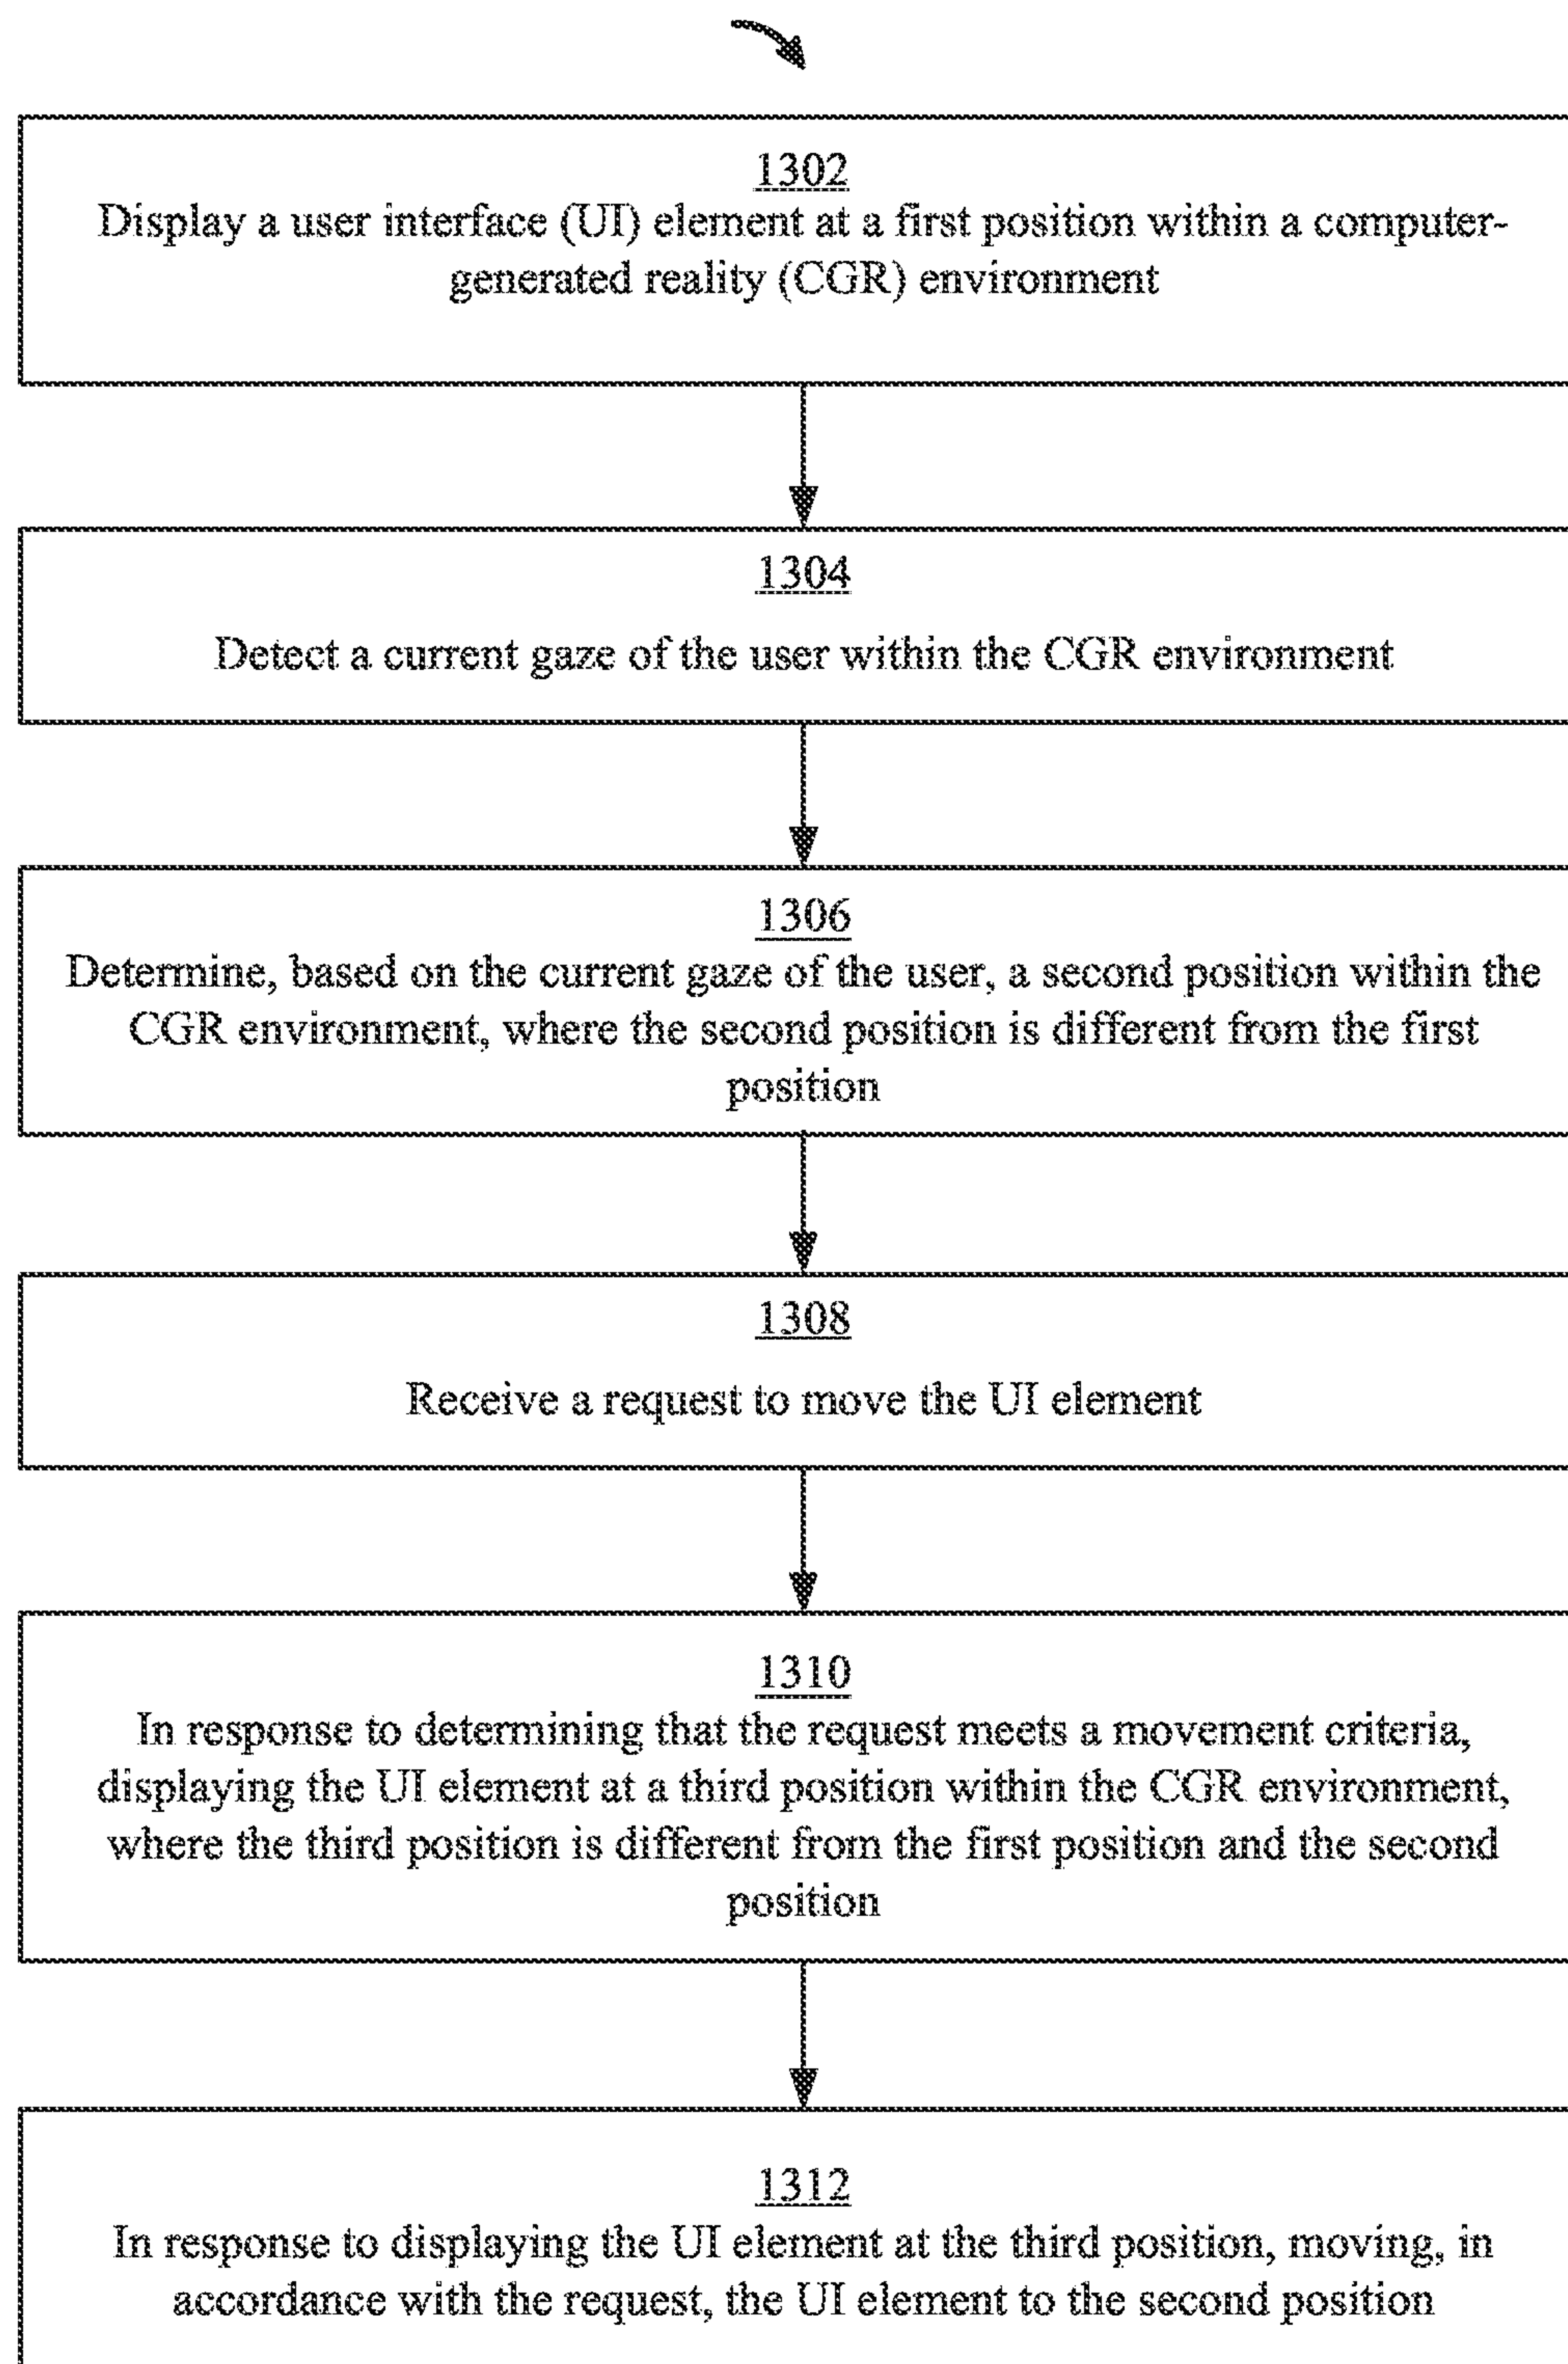 1302
Display a user interface (UI) element at a first position within a computer-
generated reality (CGR) environment
1304
Detect a current gaze of the user within the CGR environment
1306
Determine, based on the current gaze of the user, a second position within the
CGR environment, where the second position is different from the first
position
1308
Receive a request to move the UI element
1310
In response to determining that the request meets a movement criteria,
displaying the UI element at a third position within the CGR environment,
where the third position is different from the first position and the second
position
1312
In response to displaying the UI element at the third position, moving, in
accordance with the request, the UI element to the second position